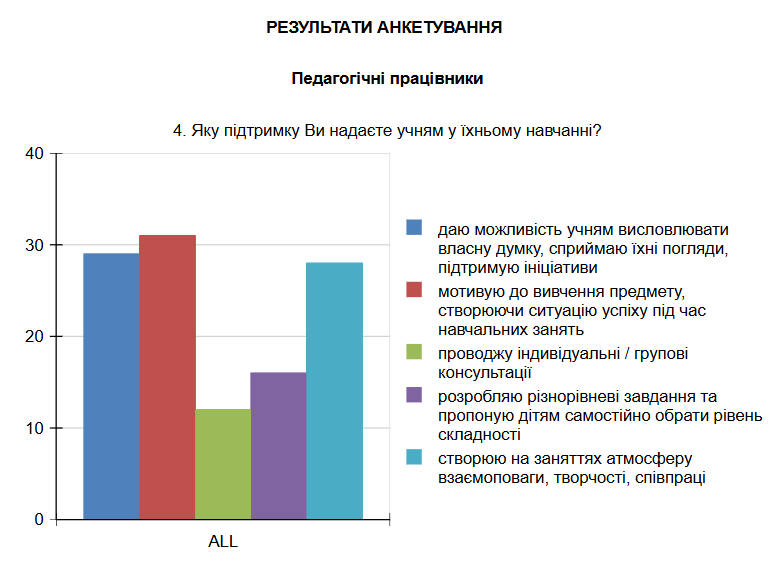 РЕЗУЛЬТАТИ АНКЕТУВАННЯ
Педагогічні працівники
4. Яку підтримку Ви надаєте учням у їхньому навчанні?
40
30
20
10
0
ALL
даю можливість учням висловлювати
власну думку, сприймаю їхні погляди,
підтримую ініціативи
мотивую до вивчення предмету,
створюючи ситуацію успіху під час
навчальних занять
проводжу індивідуальні / групові
консультації
розробляю різнорівневі завдання та
пропоную дітям самостійно обрати рівень
складності
створюю на заняттях атмосферу
взаємоповаги, творчості, співпраці